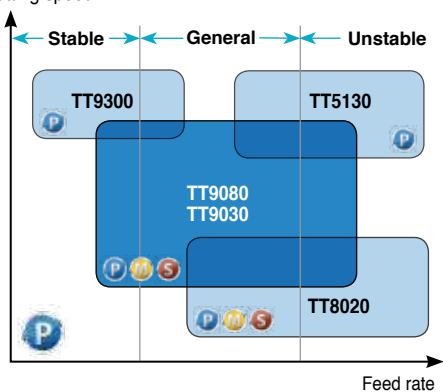 Stable
General
Unstable
TT9300
TT5130
P
P
TT9080
TT9030
P M S
TT8020
P M S
P
Feed rate